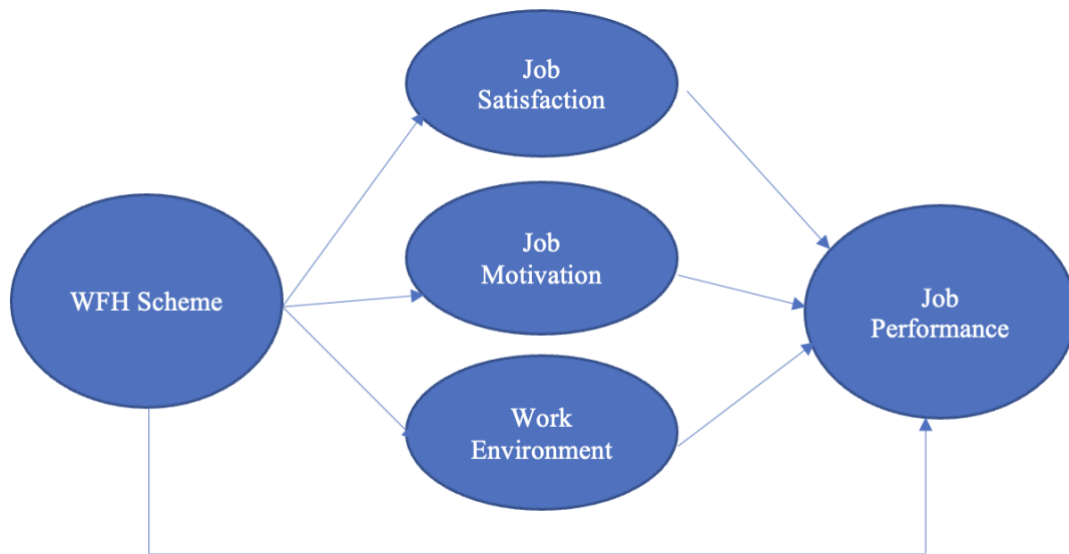 Job
Satisfaction
WFH Scheme
Job
Motivation
Work
Environment
Job
Performance